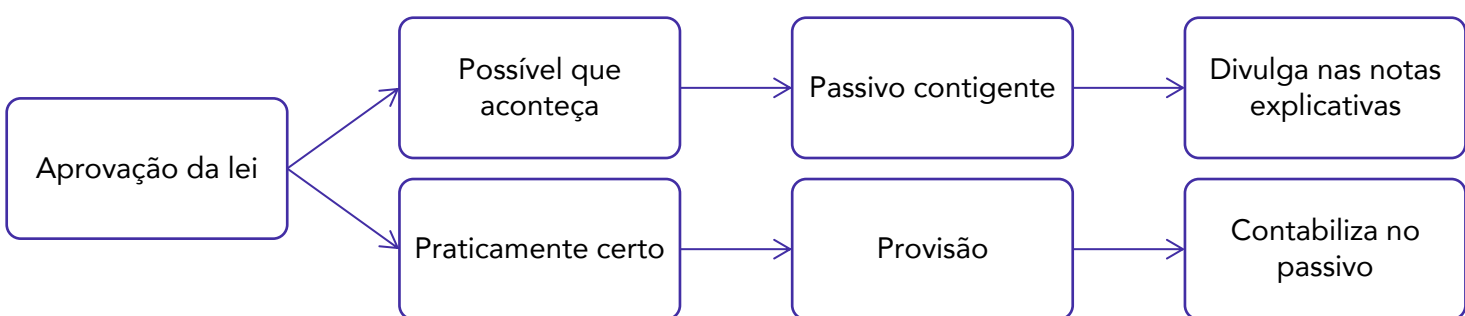 Aprovação da lei
Possível que
aconteça
Passivo contigente
Divulga nas notas
explicativas
Praticamente certo
Provisão
Contabiliza no
passivo